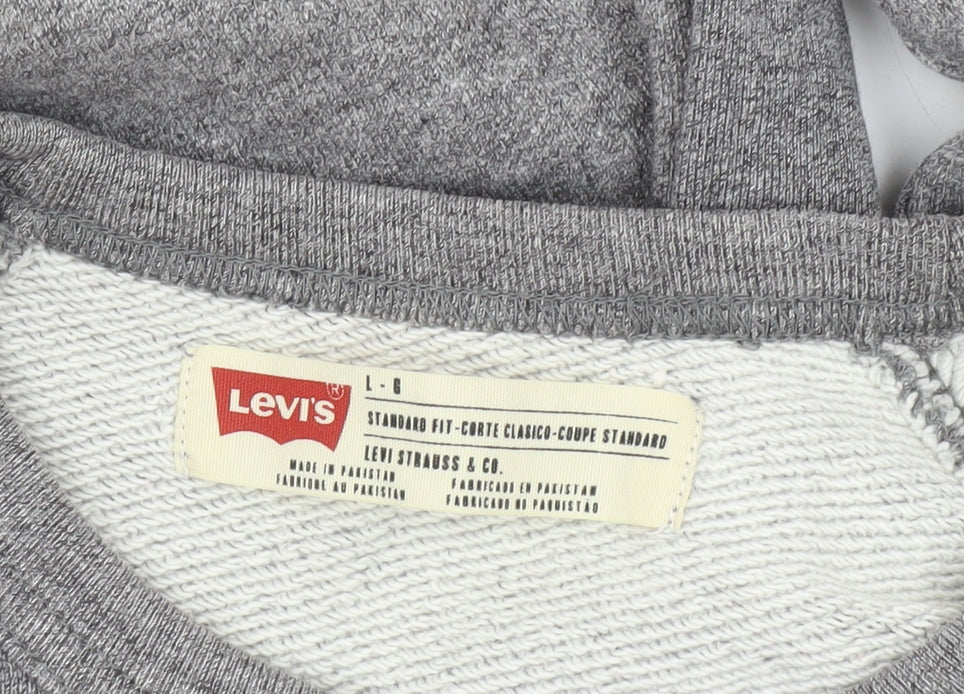 LEVI'S®
L - G
STANDARD FIT-CORTE CLASICO-COUPE STANDARD
LEVI STRAUSS & CO.
MADE IN PAKISTAN
FABRIQUE AU PAKISTAN
FABRICADO EN PAKISTAN
FABRICADO NO PAQUISTAO